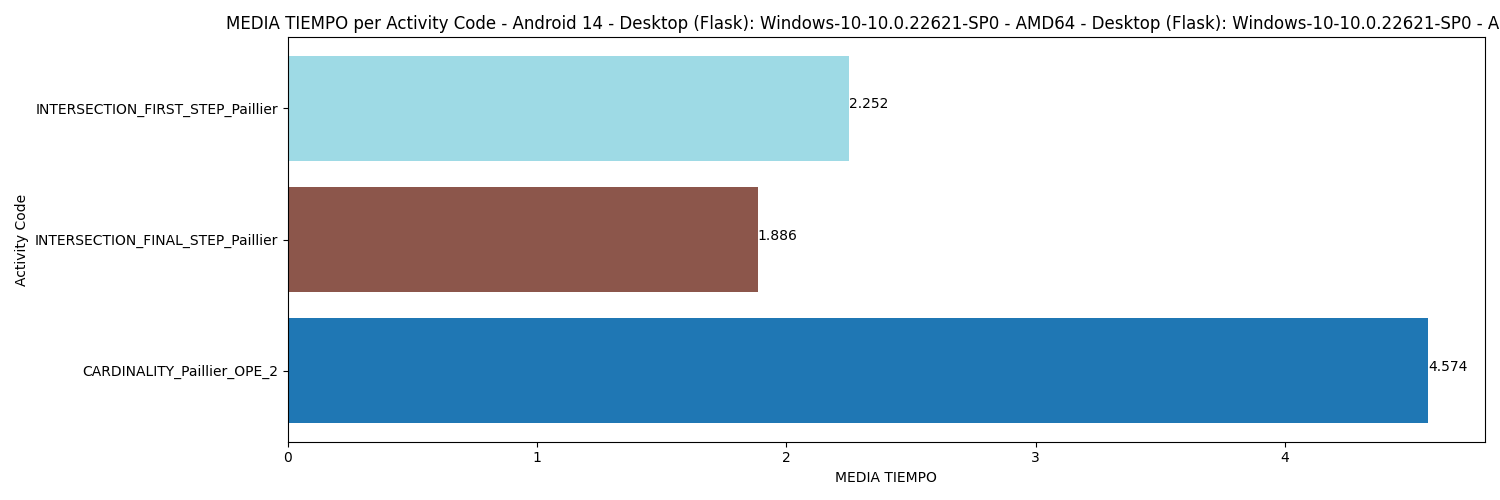 MEDIA TIEMPO per Activity Code - Android 14 - Desktop (Flask): Windows-10-10.0.22621-SP0 - AMD64 - Desktop (Flask): Windows-10-10.0.22621-SP0 - A
INTERSECTION_FIRST_STEP_Paillier
2.252
INTERSECTION_FINAL_STEP_Paillier
1.886
CARDINALITY_Paillier_OPE_2
4.574
Activity Code
0 1 2 3 4
MEDIA TIEMPO